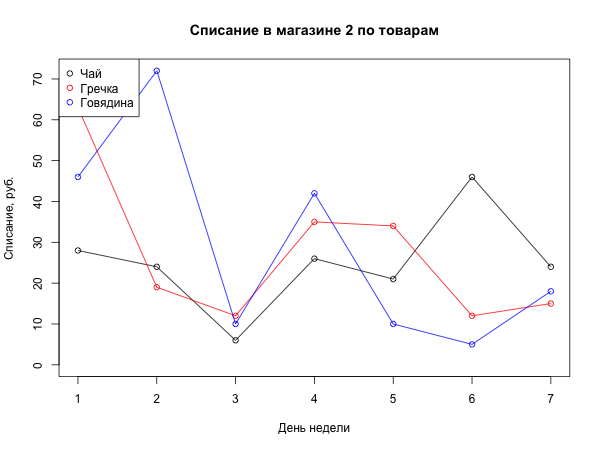 Списание в магазине 2 по товарам
Чай
Гречка
Говядина
Списание, руб.
70
60
50
40
30
20
10
0
1 2 3 4 5 6 7
День недели